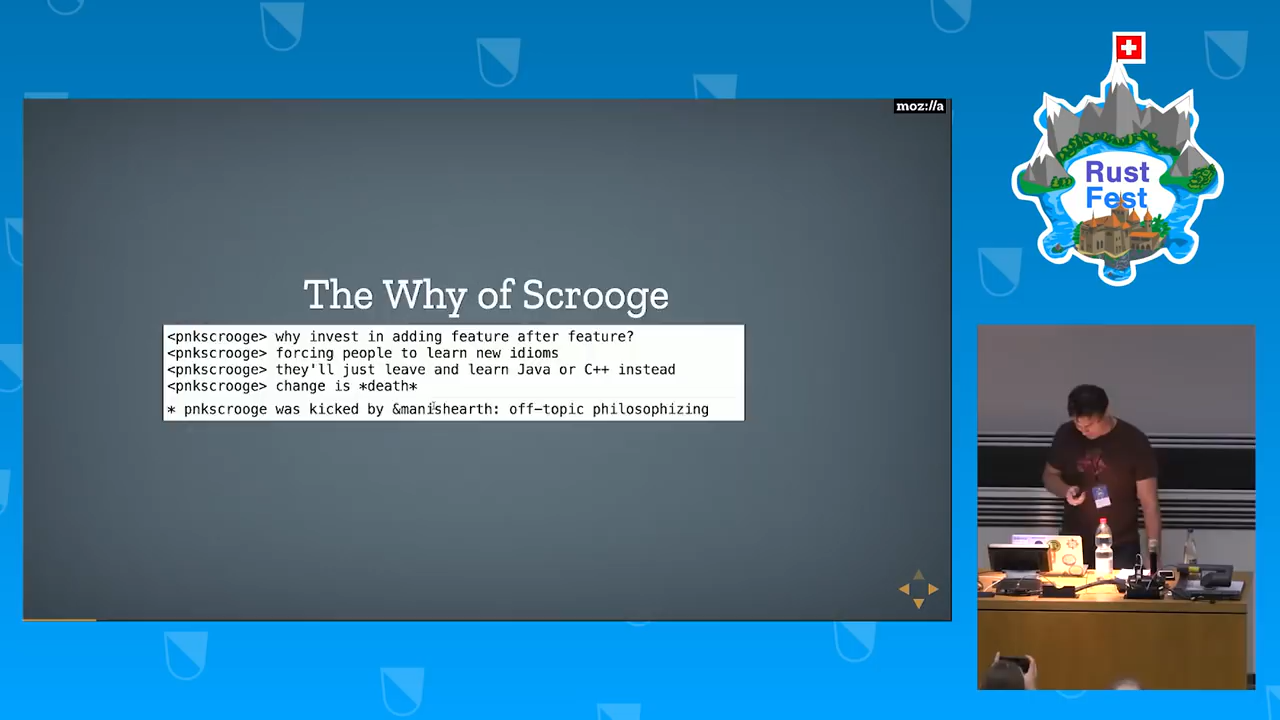 moz://a
The Why of Scrooge
<pnkscrooge> why invest in adding feature after feature?
<pnkscrooge> forcing people to learn new idioms
<pnkscrooge> they'll just leave and learn Java or C++ instead
<pnkscrooge> change is *death*
* pnkscrooge was kicked by &manishearth: off-topic philosophizing
Rust
Fest